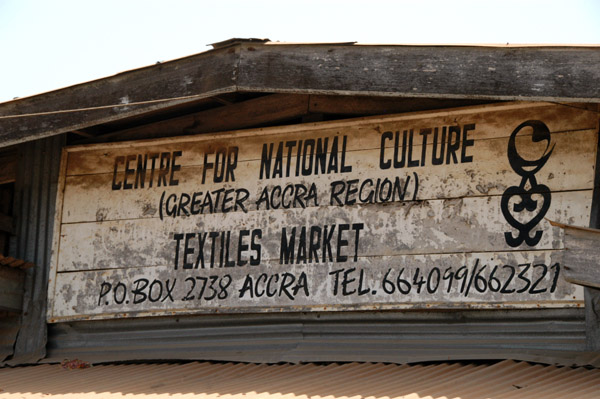 CENTRE FOR NATIONAL CULTURE
(GREATER ACCRA REGION)
TEXTILES MARKET
P.O.BOX 2738 ACCRA TEL. 664099/662321